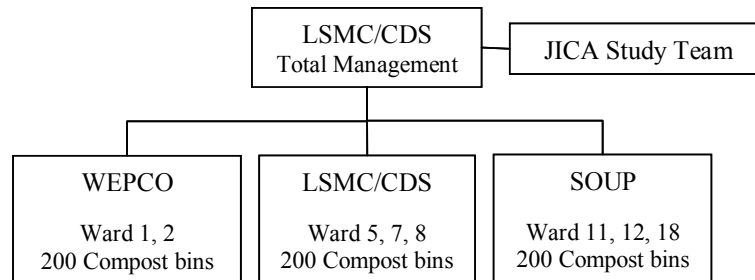 LSMC/CDS
Total Management
JICA Study Team
WEPCO
Ward 1, 2
200 Compost bins
LSMC/CDS
Ward 5, 7, 8
200 Compost bins
SOUP
Ward 11, 12, 18
200 Compost bins